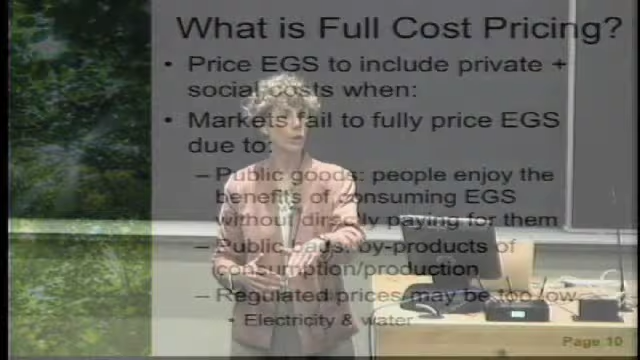 What is Full Cost Pricing?
• Price EGS to include private +
social costs when:
• Markets fail to fully price EGS
due to:
– Public goods: people enjoy the
benefits of consuming EGS
without directly paying for them
– Public bads: by-products of
consumption/production
– Regulated prices may be too low
• Electricity & water
Page 10